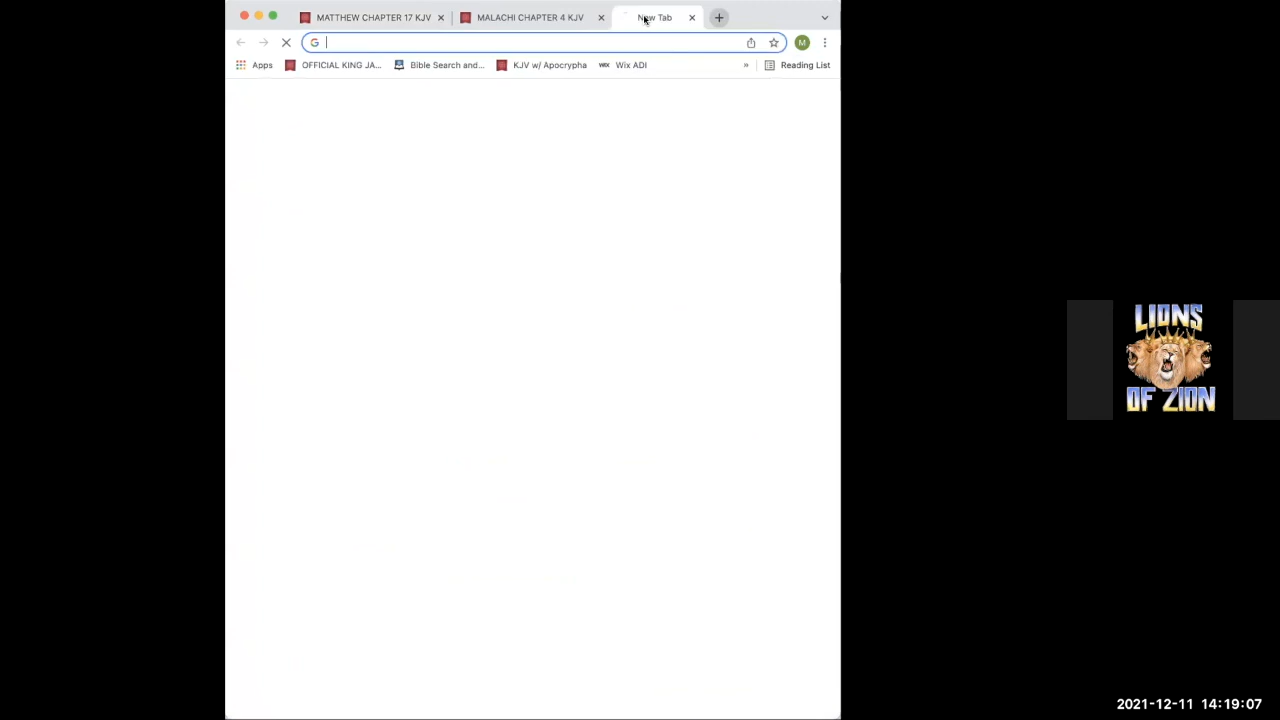 MATTHEW CHAPTER 17 KJV
MALACHI CHAPTER 4 KJV
New Tab
M
Apps
OFFICIAL KING JA...
Bible Search and...
KJV w/ Apocrypha
WIX
Wix ADI
»
Reading List
LIONS
OF ZION
2021-12-11 14:19:07